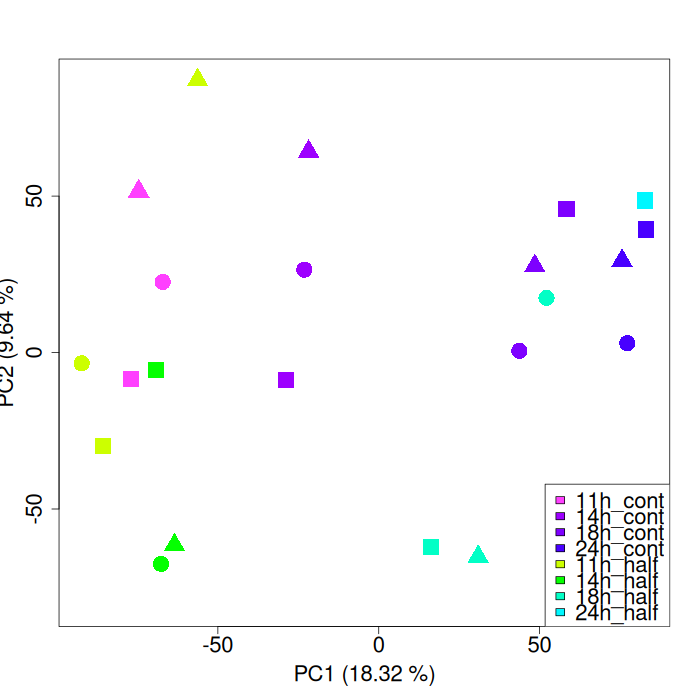 50
0
-50
PC2 (9.64 %)
-50
0
50
PC1 (18.32 %)
11h_cont
14h_cont
18h_cont
24h_cont
11h_half
14h_half
18h_half
24h_half